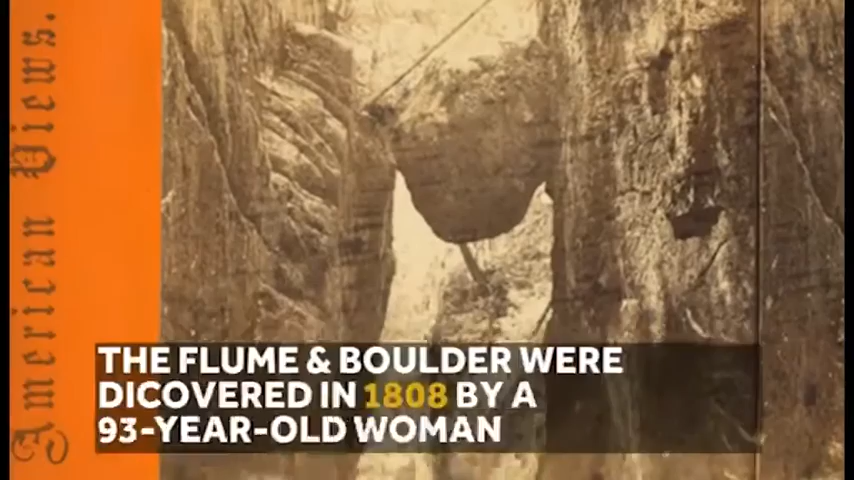 American Views.
THE FLUME & BOULDER WERE
DICOVERED IN 1808 BY A
93-YEAR-OLD WOMAN